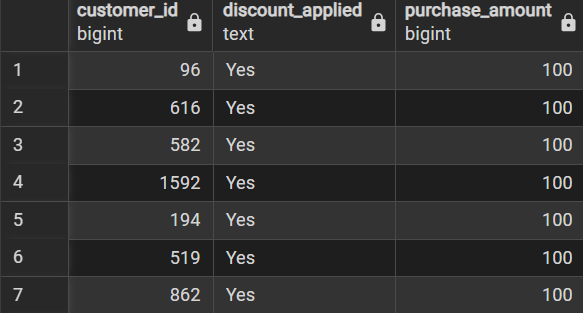 customer_id discount_applied purchase_amount
bigint text bigint
1 96 Yes 100
2 616 Yes 100
3 582 Yes 100
4 1592 Yes 100
5 194 Yes 100
6 519 Yes 100
7 862 Yes 100